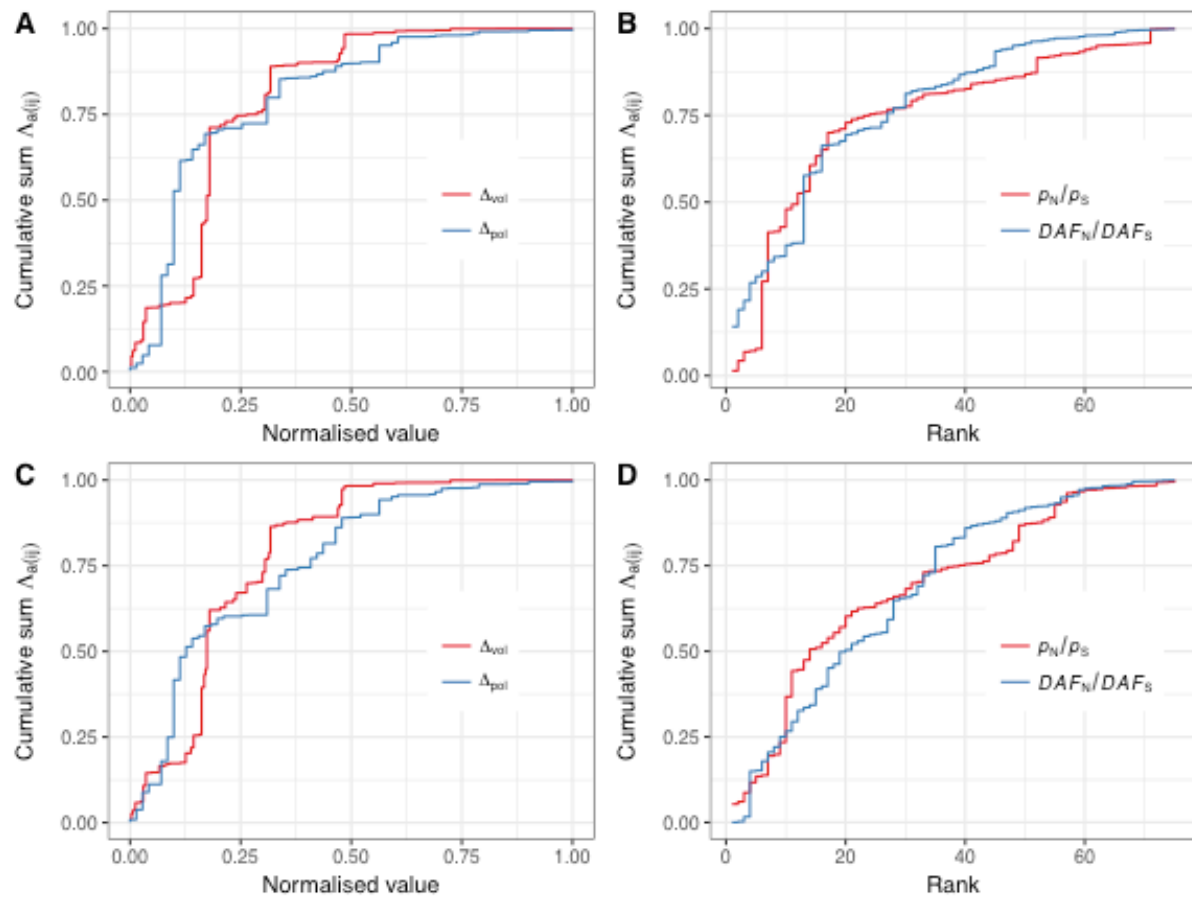 A
1.00
0.75
0.50
0.25
0.00
Cumulative sum Λa(ij)
Δvol
Δpol
0.00 0.25 0.50 0.75 1.00
Normalised value
B
1.00
0.75
0.50
0.25
0.00
Cumulative sum Λa(ij)
pN/pS
DAFN/DAFS
0 20 40 60
Rank
C
1.00
0.75
0.50
0.25
0.00
Cumulative sum Λa(ij)
Δvol
Δpol
0.00 0.25 0.50 0.75 1.00
Normalised value
D
1.00
0.75
0.50
0.25
0.00
Cumulative sum Λa(ij)
pN/pS
DAFN/DAFS
0 20 40 60
Rank